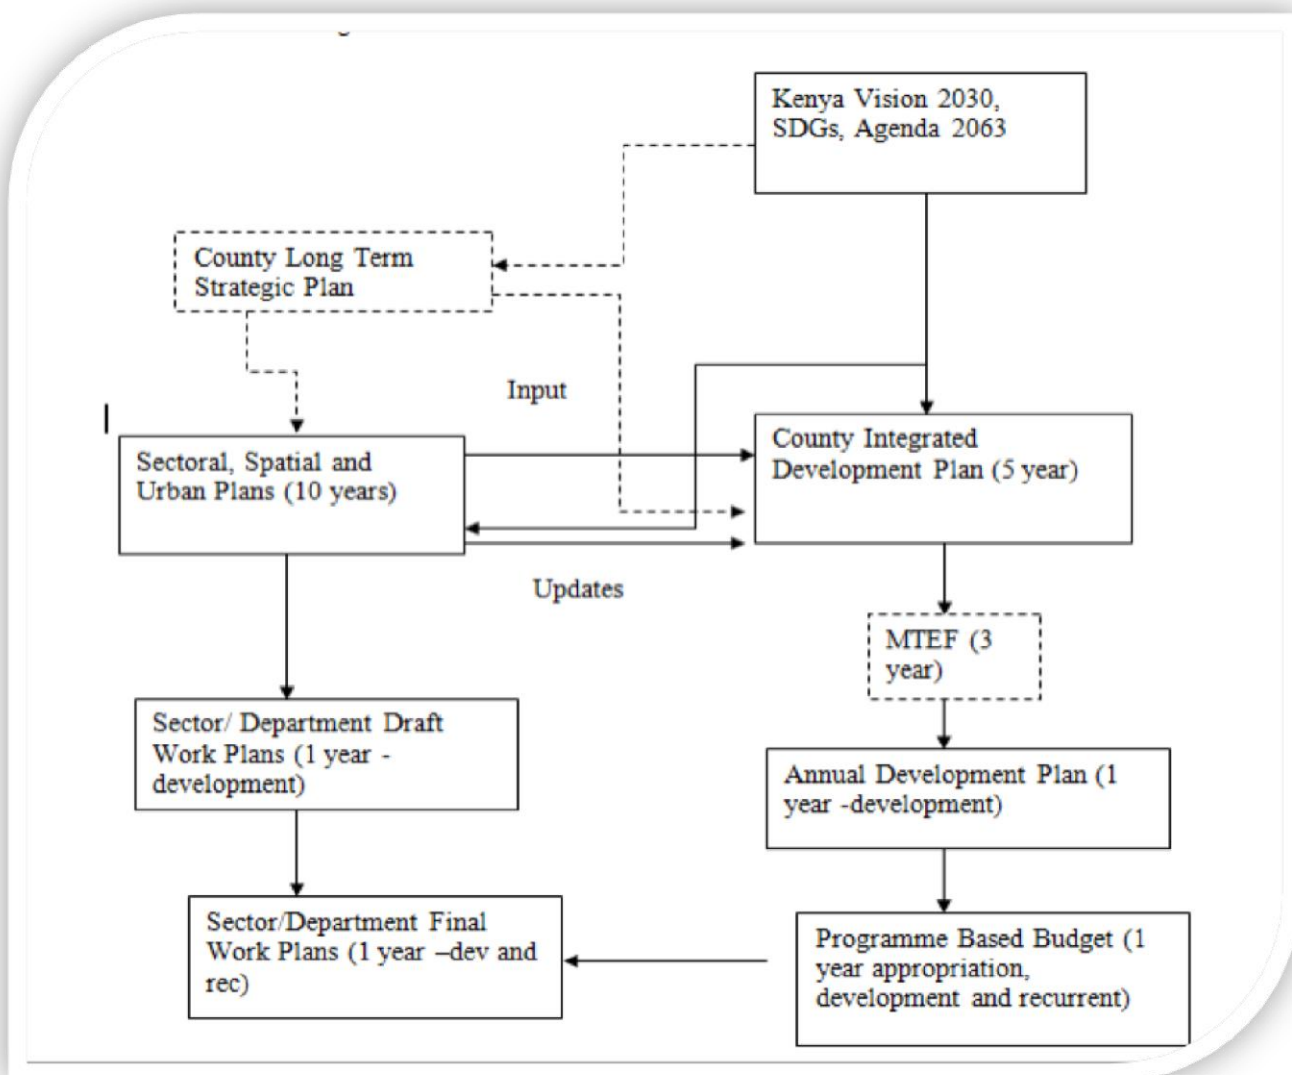 Kenya Vision 2030,
SDGs, Agenda 2063
County Long Term
Strategic Plan
Input
Sectoral, Spatial and
Urban Plans (10 years)
County Integrated
Development Plan (5 year)
Updates
MTEF (3
year)
Sector/ Department Draft
Work Plans (1 year -
development)
Annual Development Plan (1
year -development)
Sector/Department Final
Work Plans (1 year –dev and
rec)
Programme Based Budget (1
year appropriation,
development and recurrent)